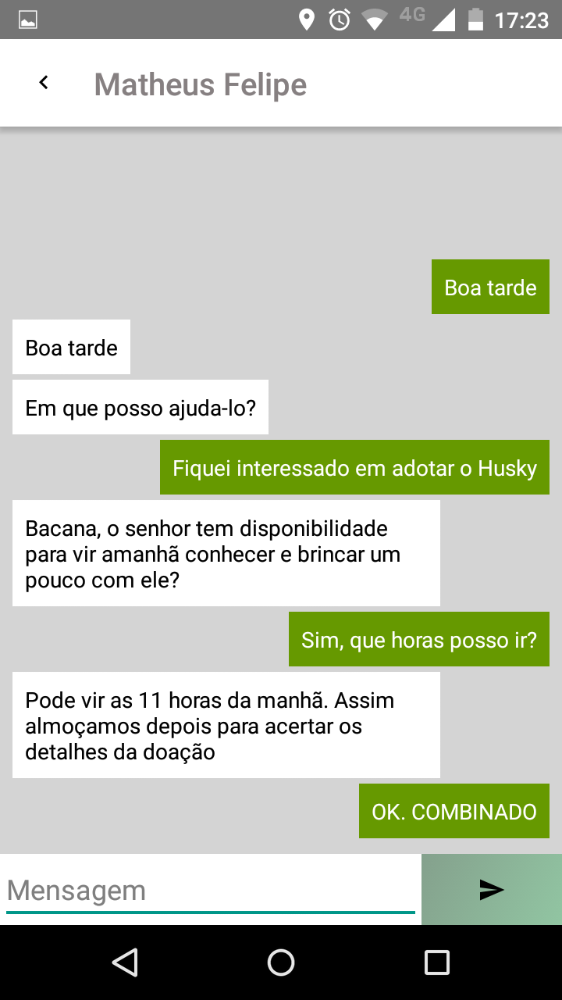 4G 17:23
Matheus Felipe
Boa tarde
Boa tarde
Em que posso ajuda-lo?
Fiquei interessado em adotar o Husky
Bacana, o senhor tem disponibilidade
para vir amanhã conhecer e brincar um
pouco com ele?
Sim, que horas posso ir?
Pode vir as 11 horas da manhã. Assim
almoçamos depois para acertar os
detalhes da doação
OK. COMBINADO
Mensagem